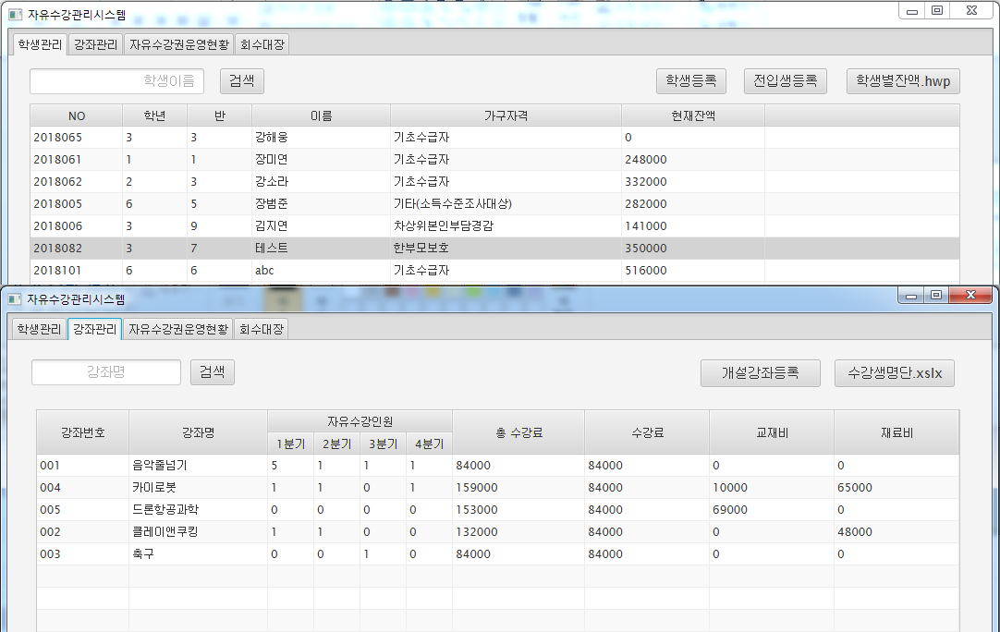 자유수강관리시스템
학생관리 강좌관리 자유수강권운영현황 회수대장
학생이름 검색 학생등록 전입생등록 학생별잔액.hwp
NO 학년 반 이름 가구자격 현재잔액
2018065 3 3 강해웅 기초수급자 0
2018061 1 1 장미연 기초수급자 248000
2018062 2 3 강소라 기초수급자 332000
2018005 6 5 장범준 기타(소득수준조사대상) 282000
2018006 3 9 김지연 차상위본인부담경감 141000
2018082 3 7 테스트 한부모보호 350000
2018101 6 6 abc 기초수급자 516000
자유수강관리시스템
학생관리 강좌관리 자유수강권운영현황 회수대장
강좌명 검색 개설강좌등록 수강생명단.xslx
강좌번호 강좌명 자유수강인원 총 수강료 수강료 교재비 재료비
1분기 2분기 3분기 4분기
001 음악줄넘기 5 1 1 1 84000 84000 0 0
004 카미로봇 1 1 0 1 159000 84000 10000 65000
005 드론항공과학 0 0 0 0 153000 84000 69000 0
002 클레이앤쿠킹 1 1 0 0 132000 84000 0 48000
003 축구 0 0 1 0 84000 84000 0 0